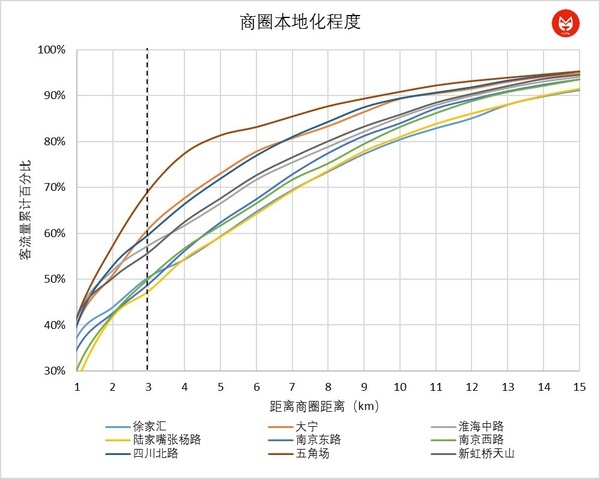 商圈本地化程度
100%
90%
80%
70%
60%
50%
40%
30%
客流量累计百分比
1 2 3 4 5 6 7 8 9 10 11 12 13 14 15
距离商圈距离（km）
徐家汇 大宁 淮海中路
陆家嘴张杨路 南京东路 南京西路
四川北路 五角场 新虹桥天山